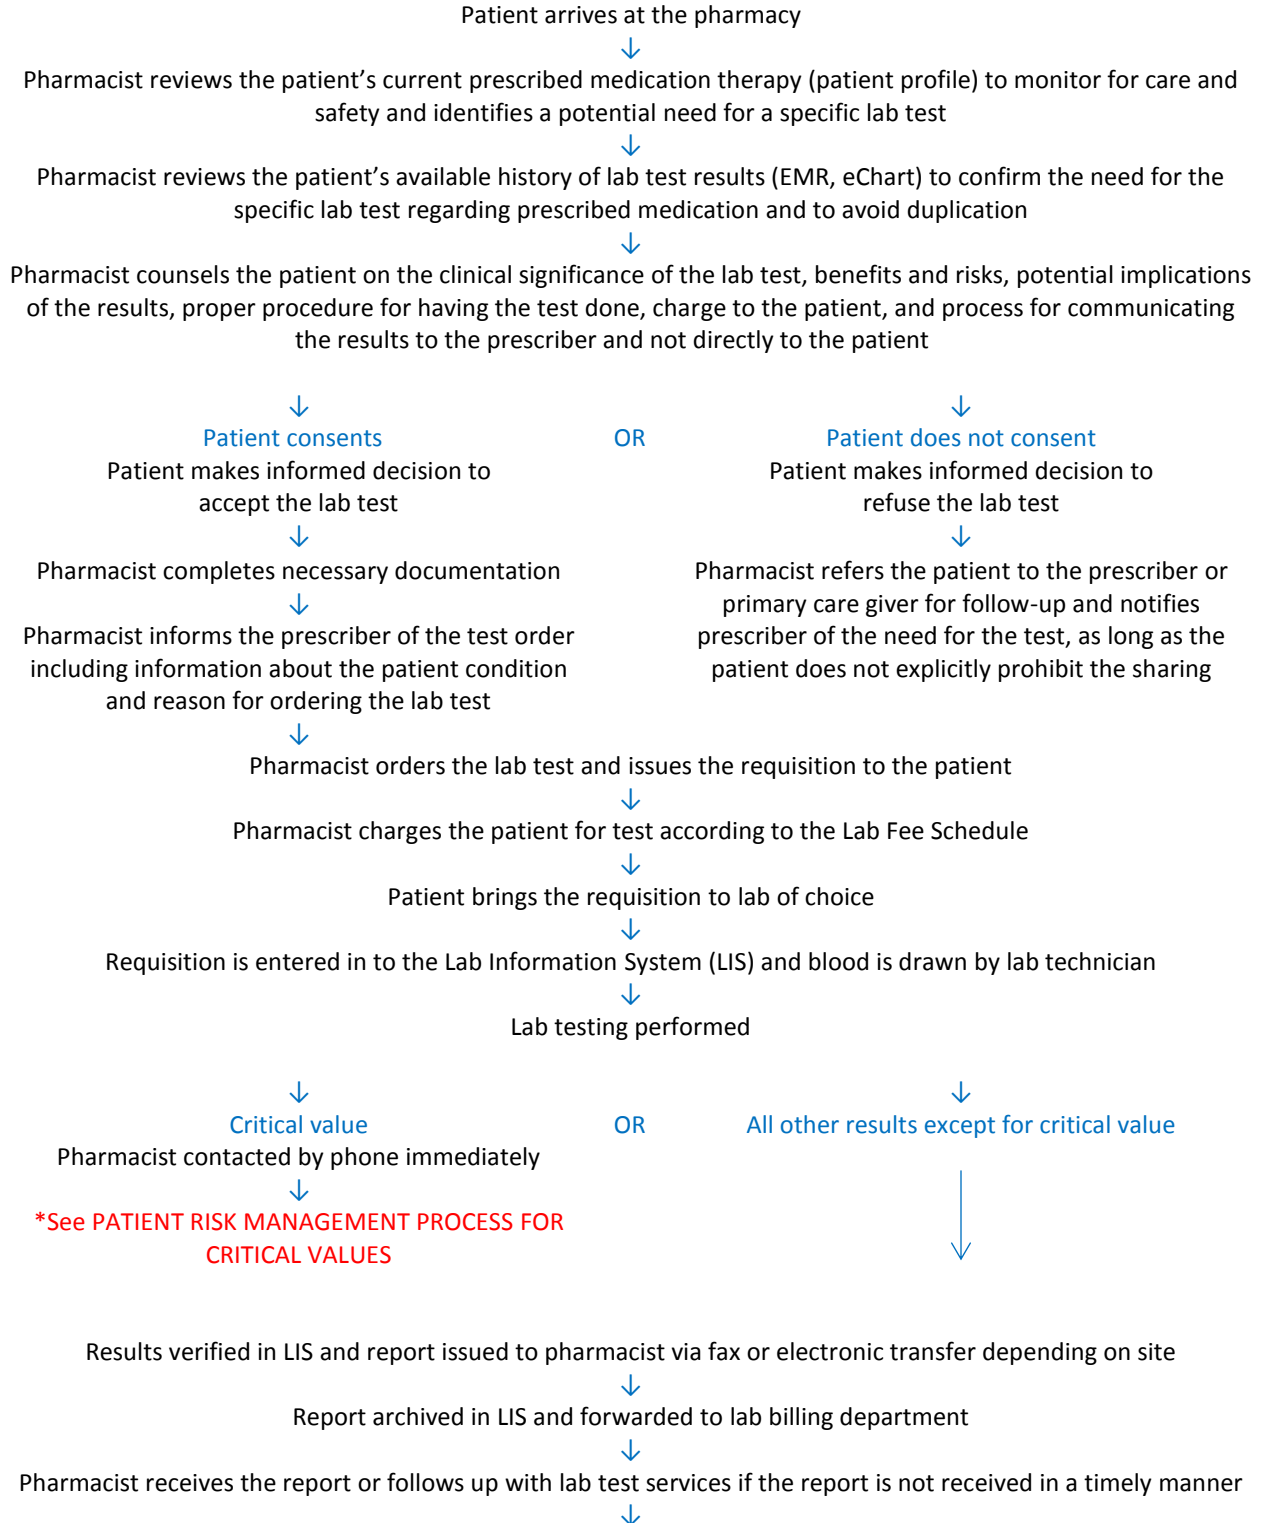 Patient arrives at the pharmacy
↓
Pharmacist reviews the patient’s current prescribed medication therapy (patient profile) to monitor for care and
safety and identifies a potential need for a specific lab test
↓
Pharmacist reviews the patient’s available history of lab test results (EMR, eChart) to confirm the need for the
specific lab test regarding prescribed medication and to avoid duplication
↓
Pharmacist counsels the patient on the clinical significance of the lab test, benefits and risks, potential implications
of the results, proper procedure for having the test done, charge to the patient, and process for communicating
the results to the prescriber and not directly to the patient
↓ ↓
Patient consents OR Patient does not consent
Patient makes informed decision to
accept the lab test
↓
Pharmacist completes necessary documentation
↓
Pharmacist informs the prescriber of the test order
including information about the patient condition
and reason for ordering the lab test
↓
Patient makes informed decision to
refuse the lab test
↓
Pharmacist refers the patient to the prescriber or
primary care giver for follow-up and notifies
prescriber of the need for the test, as long as the
patient does not explicitly prohibit the sharing
Pharmacist orders the lab test and issues the requisition to the patient
↓
Pharmacist charges the patient for test according to the Lab Fee Schedule
↓
Patient brings the requisition to lab of choice
↓
Requisition is entered in to the Lab Information System (LIS) and blood is drawn by lab technician
↓
Lab testing performed
↓ ↓
Critical value OR All other results except for critical value
Pharmacist contacted by phone immediately
↓
*See PATIENT RISK MANAGEMENT PROCESS FOR
CRITICAL VALUES
↓
Results verified in LIS and report issued to pharmacist via fax or electronic transfer depending on site
↓
Report archived in LIS and forwarded to lab billing department
↓
Pharmacist receives the report or follows up with lab test services if the report is not received in a timely manner
↓